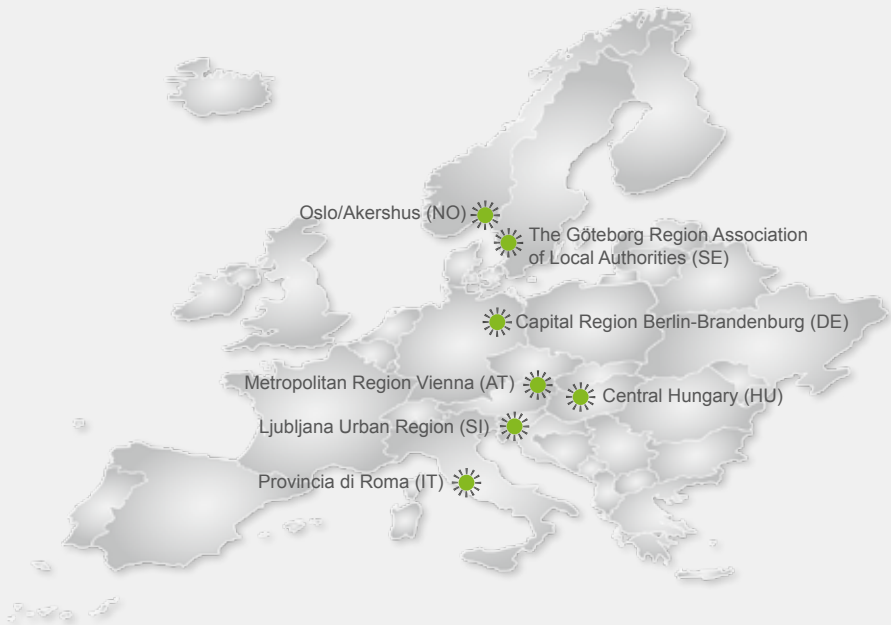 Oslo/Akershus (NO)
The Göteborg Region Association
of Local Authorities (SE)
Capital Region Berlin-Brandenburg (DE)
Metropolitan Region Vienna (AT)
Central Hungary (HU)
Ljubljana Urban Region (SI)
Provincia di Roma (IT)